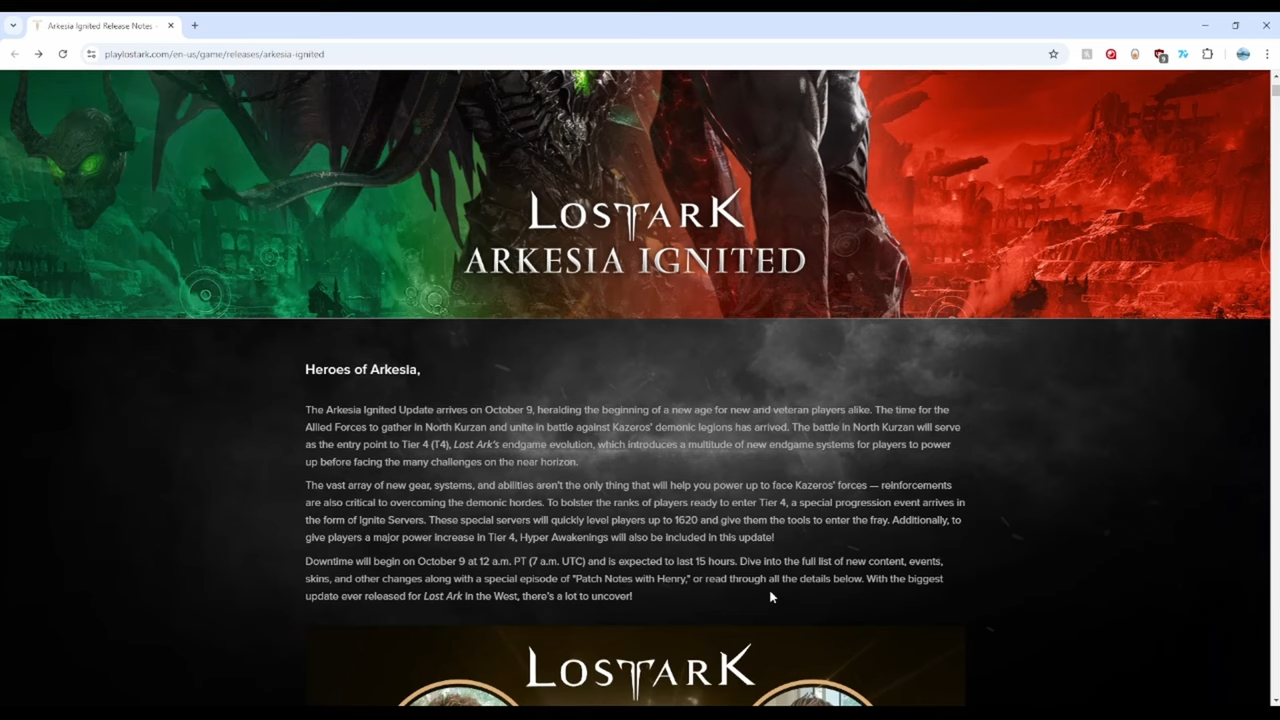 Arkesia Ignited Release Notes -
playlostark.com/en-us/game/releases/arkesia-ignited
LOST ARK
ARKESIA IGNITED
Heroes of Arkesia,
The Arkesia Ignited Update arrives on October 9, heralding the beginning of a new age for new and veteran players alike. The time for the
Allied Forces to gather in North Kurzan and unite in battle against Kazeros' demonic legions has arrived. The battle in North Kurzan will serve
as the entry point to Tier 4 (T4), Lost Ark's endgame evolution, which introduces a multitude of new endgame systems for players to power
up before facing the many challenges on the near horizon.
The vast array of new gear, systems, and abilities aren't the only thing that will help you power up to face Kazeros' forces — reinforcements
are also critical to overcoming the demonic hordes. To bolster the ranks of players ready to enter Tier 4, a special progression event arrives in
the form of Ignite Servers. These special servers will quickly level players up to 1620 and give them the tools to enter the fray. Additionally, to
give players a major power increase in Tier 4, Hyper Awakenings will also be included in this update!
Downtime will begin on October 9 at 12 a.m. PT (7 a.m. UTC) and is expected to last 15 hours. Dive into the full list of new content, events,
skins, and other changes along with a special episode of "Patch Notes with Henry," or read through all the details below. With the biggest
update ever released for Lost Ark in the West, there's a lot to uncover!
LOST ARK